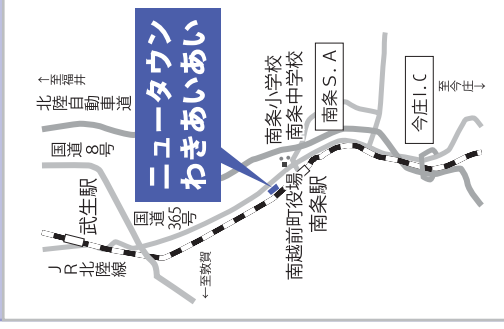 ←至福井
北陸自動車道
国道8号
武生駅
JR北陸線
国道
365
号
←至敦賀
ニュータウン
わきあいあい
南条小学校
南条中学校
南条S.A
今庄I.C
至今庄→
南越前町役場
南条駅